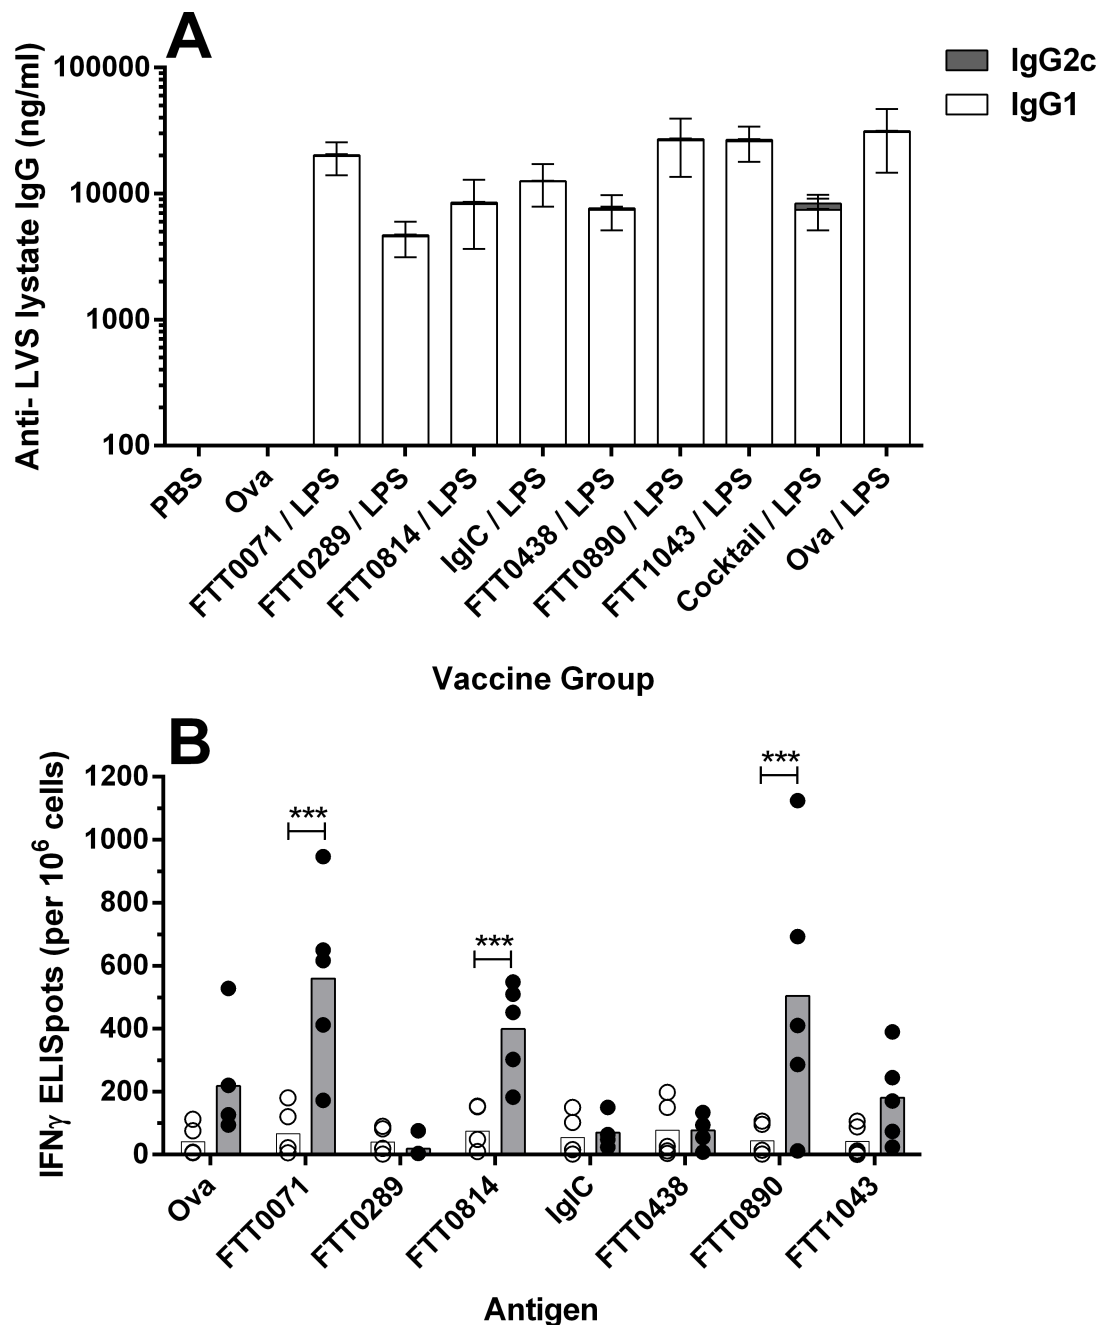 A
IgG2c
IgG1
Anti- LVS lystate IgG (ng/ml)
100000
10000
1000
100
PBS
Ova
FTT0071 / LPS
FTT0289 / LPS
FTT0814 / LPS
IglC / LPS
FTT0438 / LPS
FTT0890 / LPS
FTT1043 / LPS
Cocktail / LPS
Ova / LPS
Vaccine Group
B
IFNγ ELISpots (per 10⁶ cells)
1200
1000
800
600
400
200
0
***
***
***
Ova
FTT0071
FTT0289
FTT0814
IglC
FTT0438
FTT0890
FTT1043
Antigen